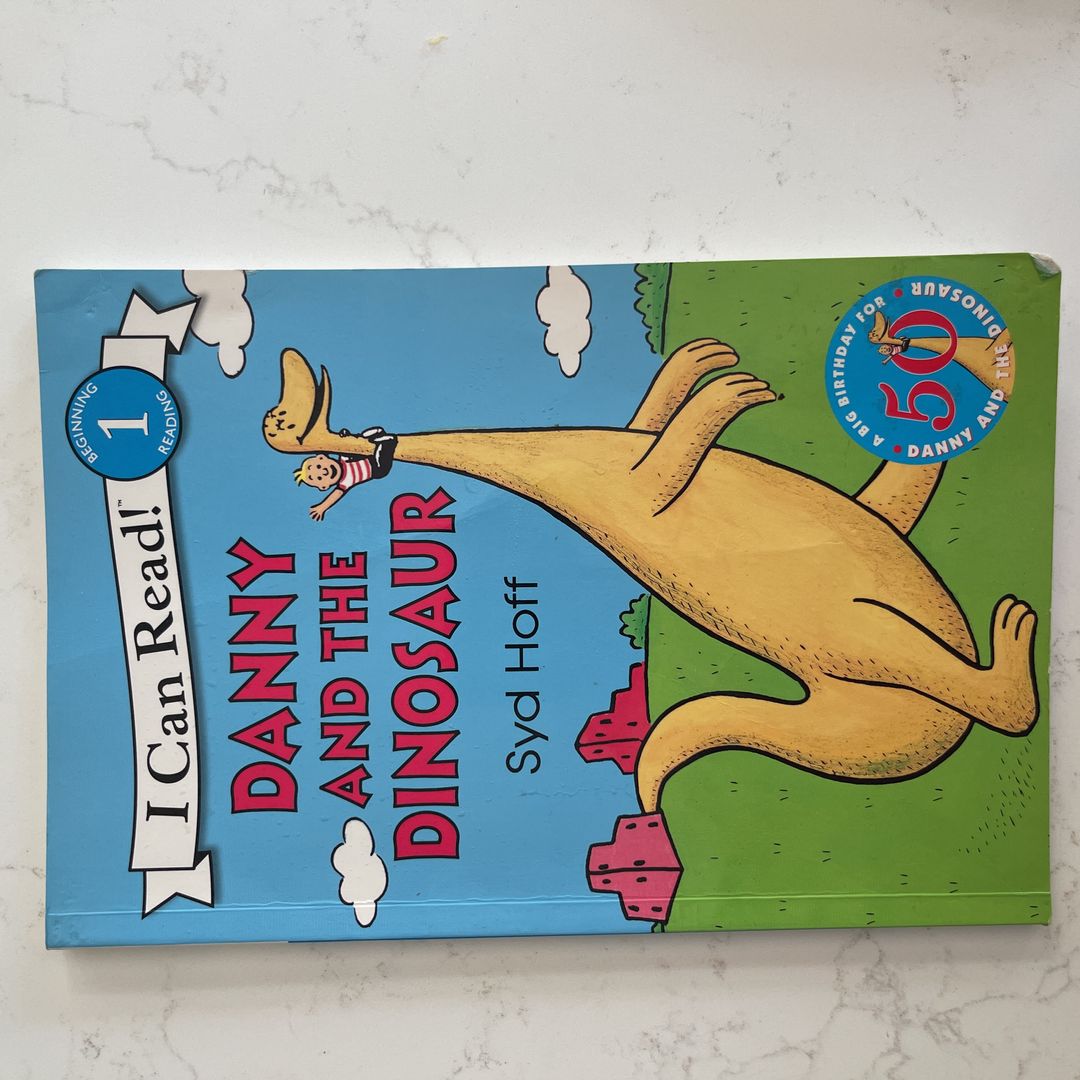 I Can Read!™
BEGINNING
1
READING
DANNY
AND THE
DINOSAUR
Syd Hoff
A BIG BIRTHDAY FOR •
50
• DANNY AND THE DINOSAUR